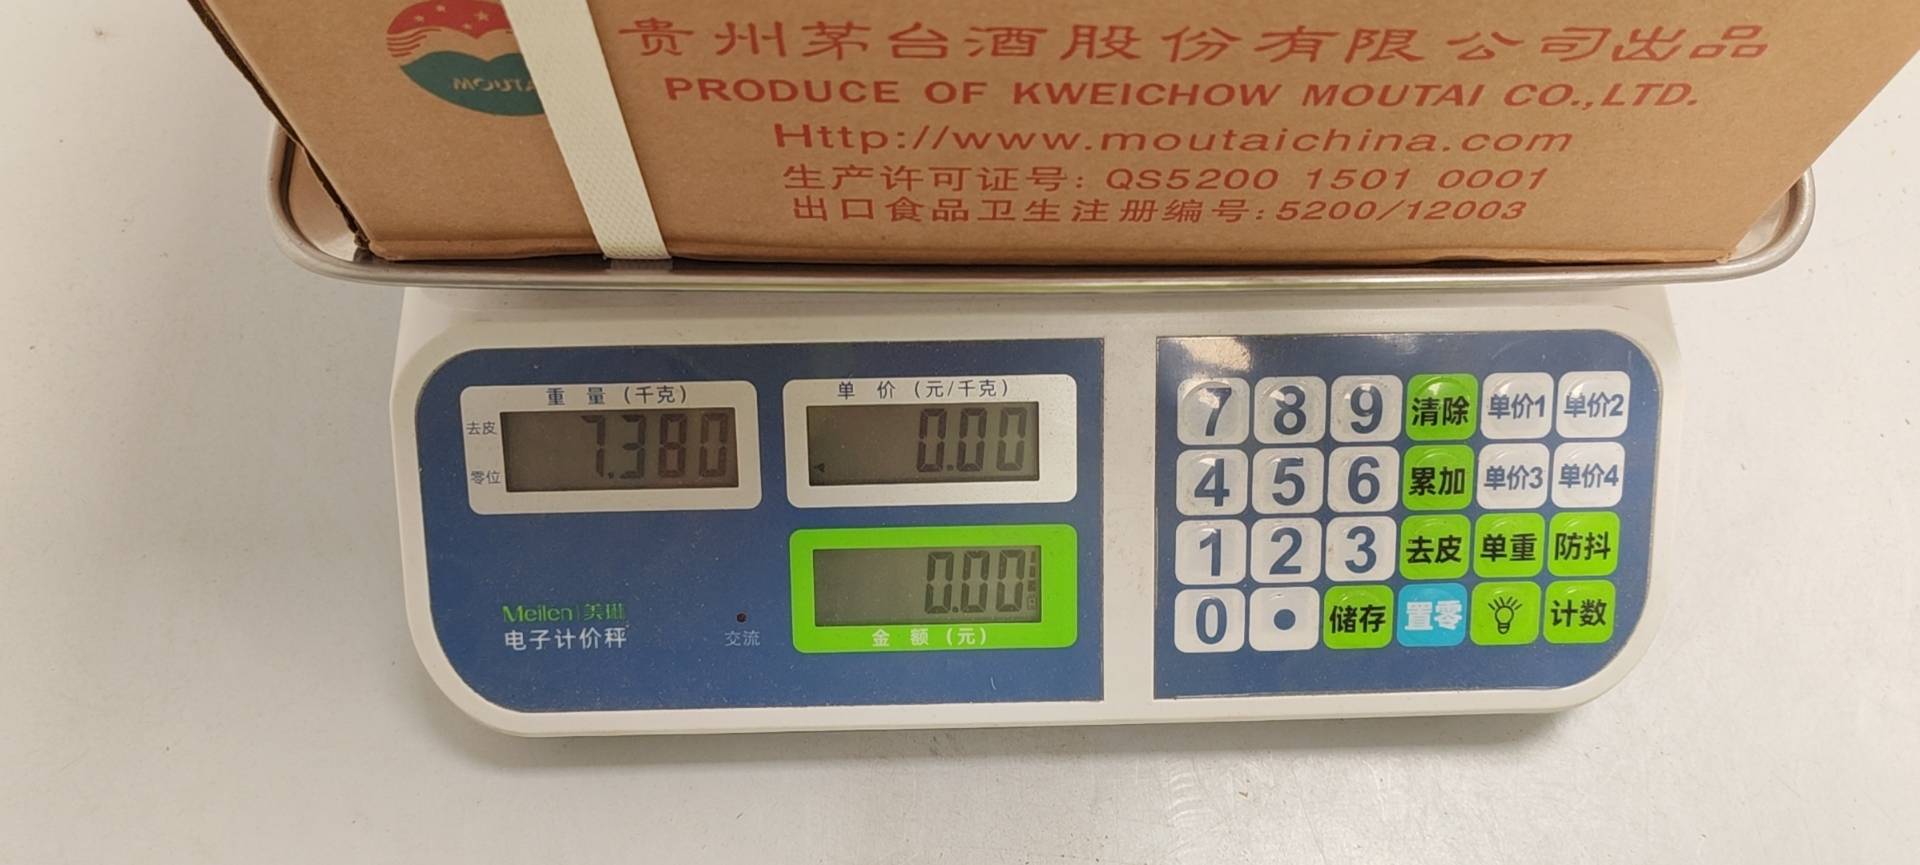 MOUTA
贵州茅台酒股份有限公司出品
PRODUCE OF KWEICHOW MOUTAI CO.,LTD.
Http://www.moutaichina.com
生产许可证号: QS5200 1501 0001
出口食品卫生注册编号:5200/12003
重量(千克)
去皮
零位
7.380
单价(元/千克)
0.00
0.00
金额(元)
Meilen|美琳
电子计价秤
交流
7 8 9 清除 单价1 单价2
4 5 6 累加 单价3 单价4
1 2 3 去皮 单重 防抖
0 • 储存 置零 计数